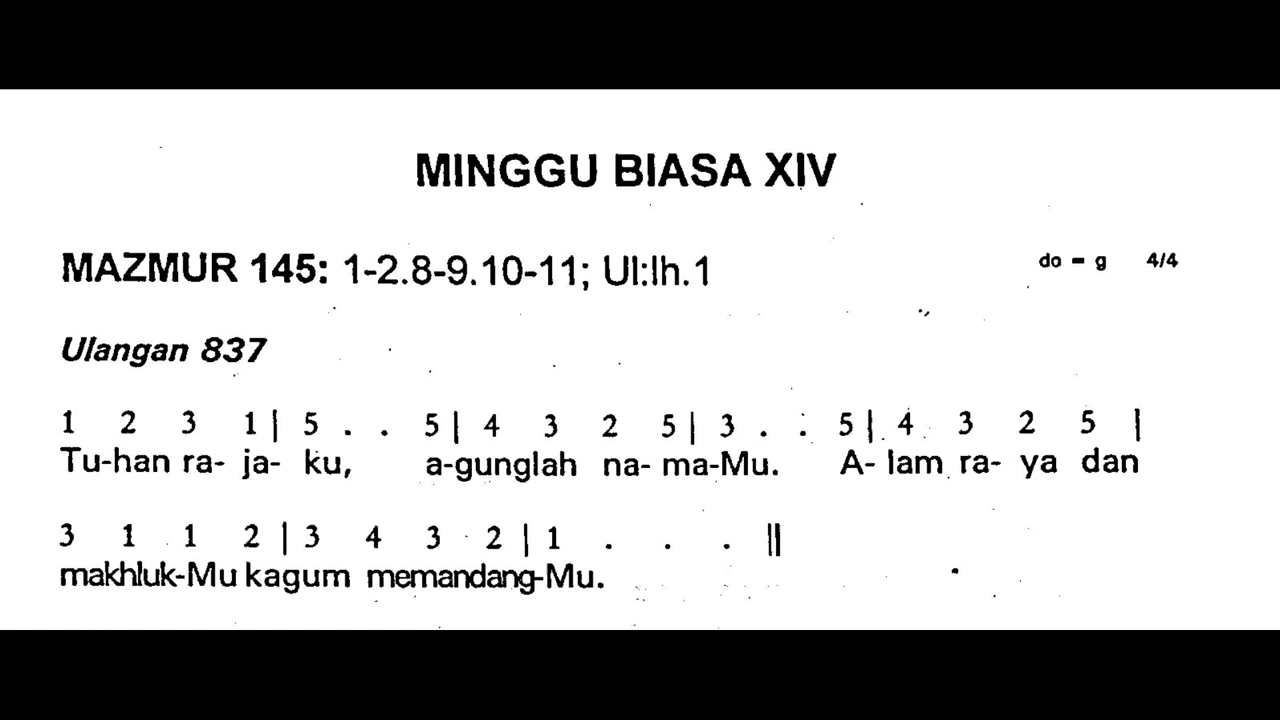 MINGGU BIASA XIV
MAZMUR 145: 1-2.8-9.10-11; Ul:lh.1 do = g 4/4
Ulangan 837
1 2 3 1 | 5 . . 5 | 4 3 2 5 | 3 . . 5 | 4 3 2 5 |
Tu-han ra- ja- ku, a-gunglah na- ma-Mu. A- lam ra- ya dan
3 1 1 2 | 3 4 3 2 | 1 . . . ||
makhluk-Mu kagum memandang-Mu.